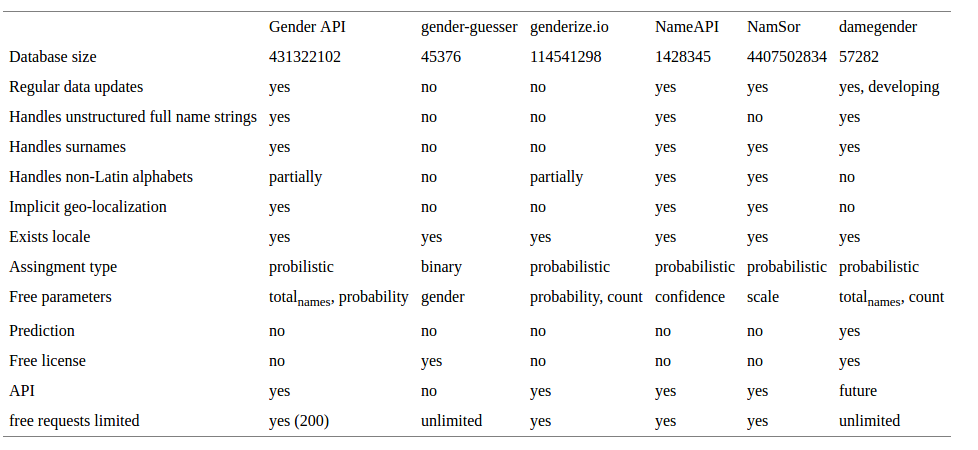 Gender API gender-guesser genderize.io NameAPI NamSor damegender
Database size 431322102 45376 114541298 1428345 4407502834 57282
Regular data updates yes no no yes yes yes, developing
Handles unstructured full name strings yes no no yes no yes
Handles surnames yes no no yes yes yes
Handles non-Latin alphabets partially no partially yes yes no
Implicit geo-localization yes no no yes yes no
Exists locale yes yes yes yes yes yes
Assingment type probilistic binary probabilistic probabilistic probabilistic probabilistic
Free parameters total names, probability gender probability, count confidence scale total names, count
Prediction no no no no no yes
Free license no yes no no no yes
API yes no yes yes yes future
free requests limited yes (200) unlimited yes yes yes unlimited